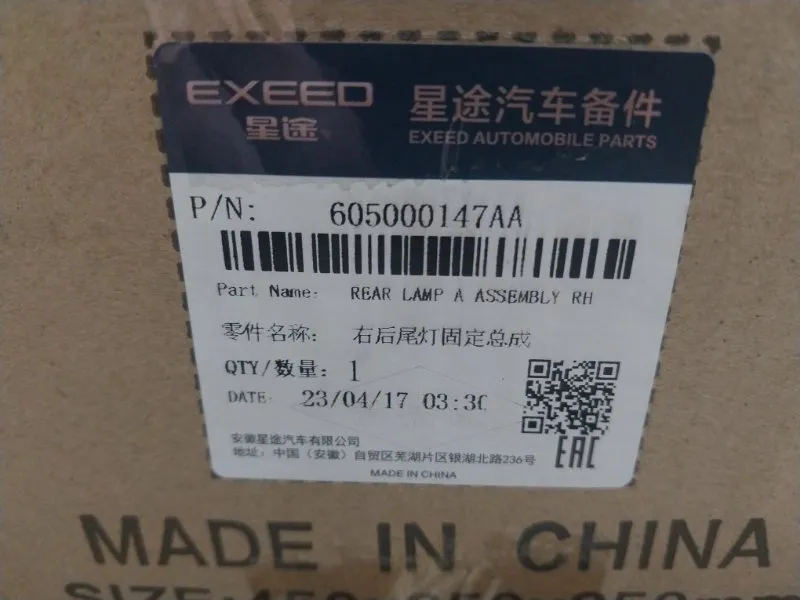 EXEED 星途汽车备件
星途 EXEED AUTOMOBILE PARTS
P/N: 605000147AA
Part Name: REAR LAMP A ASSEMBLY RH
零件名称: 右后尾灯固定总成
QTY/数量: 1
DATE: 23/04/17 03:30
安徽星途汽车有限公司
地址: 中国（安徽）自贸区芜湖片区银湖北路236号
EAC
MADE IN CHINA
MADE IN CHINA